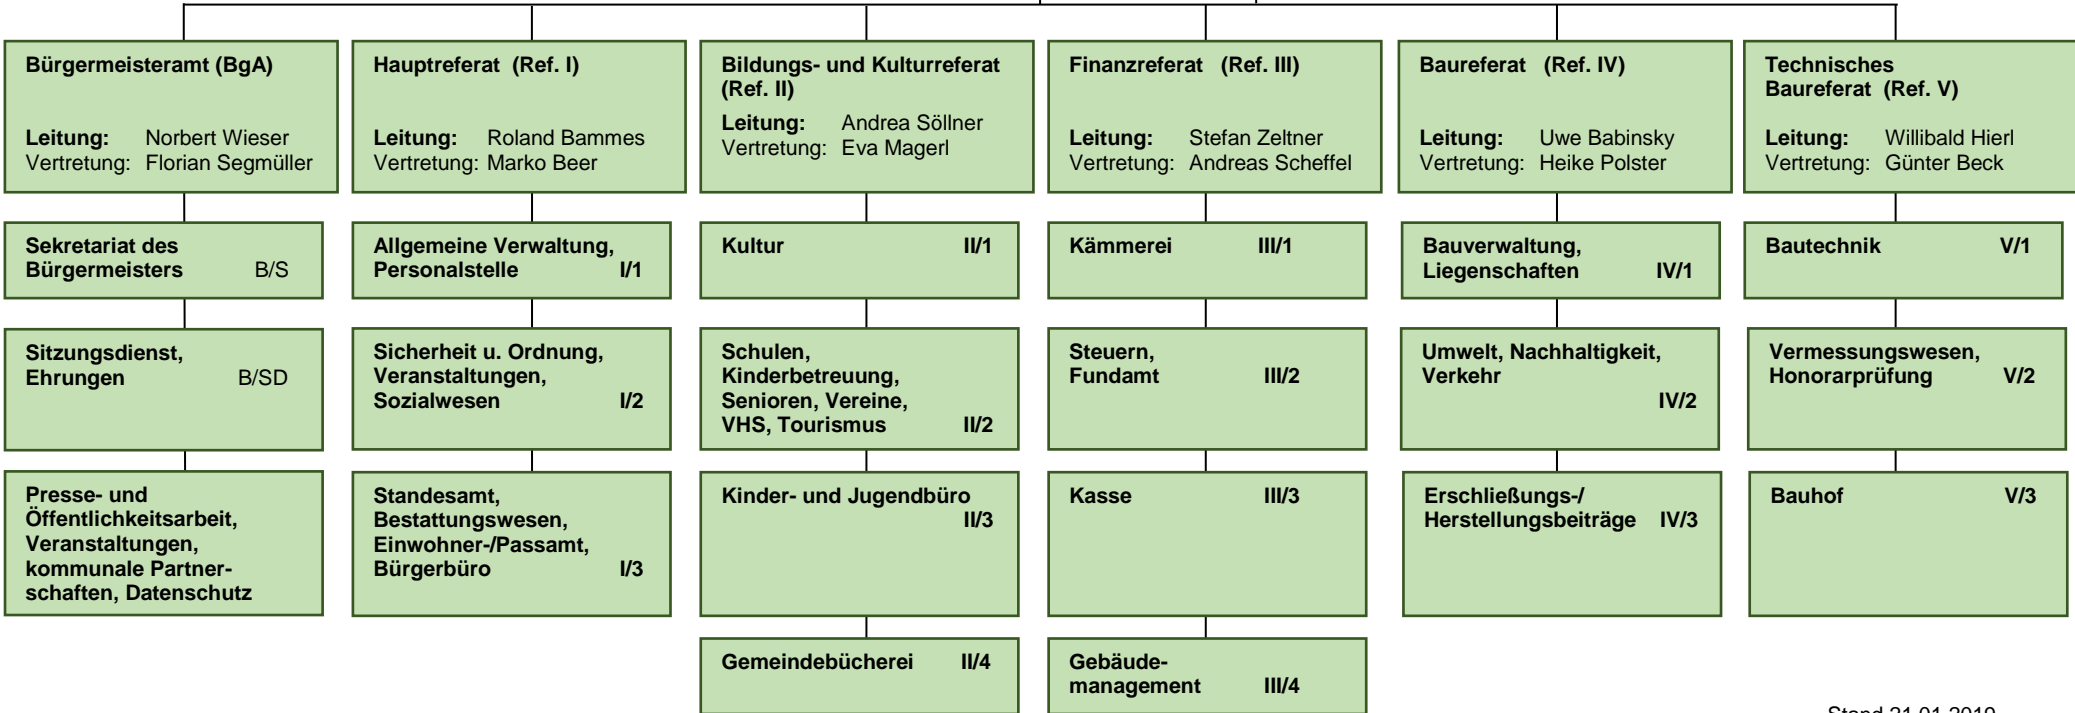 Bürgermeisteramt (BgA)
Leitung: Norbert Wieser
Vertretung: Florian Segmüller
Hauptreferat (Ref. I)
Leitung: Roland Bammes
Vertretung: Marko Beer
Bildungs- und Kulturreferat
(Ref. II)
Leitung: Andrea Söllner
Vertretung: Eva Magerl
Finanzreferat (Ref. III)
Leitung: Stefan Zeltner
Vertretung: Andreas Scheffel
Baureferat (Ref. IV)
Leitung: Uwe Babinsky
Vertretung: Heike Polster
Technisches
Baureferat (Ref. V)
Leitung: Willibald Hierl
Vertretung: Günter Beck
Sekretariat des
Bürgermeisters B/S
Allgemeine Verwaltung,
Personalstelle I/1
Kultur II/1
Kämmerei III/1
Bauverwaltung,
Liegenschaften IV/1
Bautechnik V/1
Sitzungsdienst,
Ehrungen B/SD
Sicherheit u. Ordnung,
Veranstaltungen,
Sozialwesen I/2
Schulen,
Kinderbetreuung,
Senioren, Vereine,
VHS, Tourismus II/2
Steuern,
Fundamt III/2
Umwelt, Nachhaltigkeit,
Verkehr
IV/2
Vermessungswesen,
Honorarprüfung V/2
Presse- und
Öffentlichkeitsarbeit,
Veranstaltungen,
kommunale Partner-
schaften, Datenschutz
Standesamt,
Bestattungswesen,
Einwohner-/Passamt,
Bürgerbüro I/3
Kinder- und Jugendbüro
II/3
Kasse III/3
Erschließungs-/
Herstellungsbeiträge IV/3
Bauhof V/3
Gemeindebücherei II/4
Gebäude-
management III/4
Stand 21.01.2019